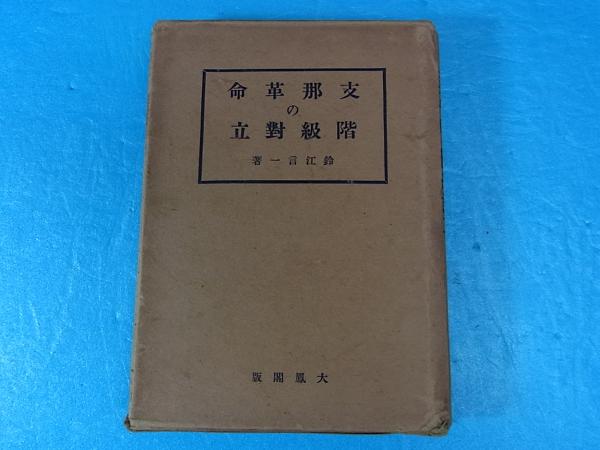 支那革命
の
階級對立
鈴江言一著
大鳳閣版